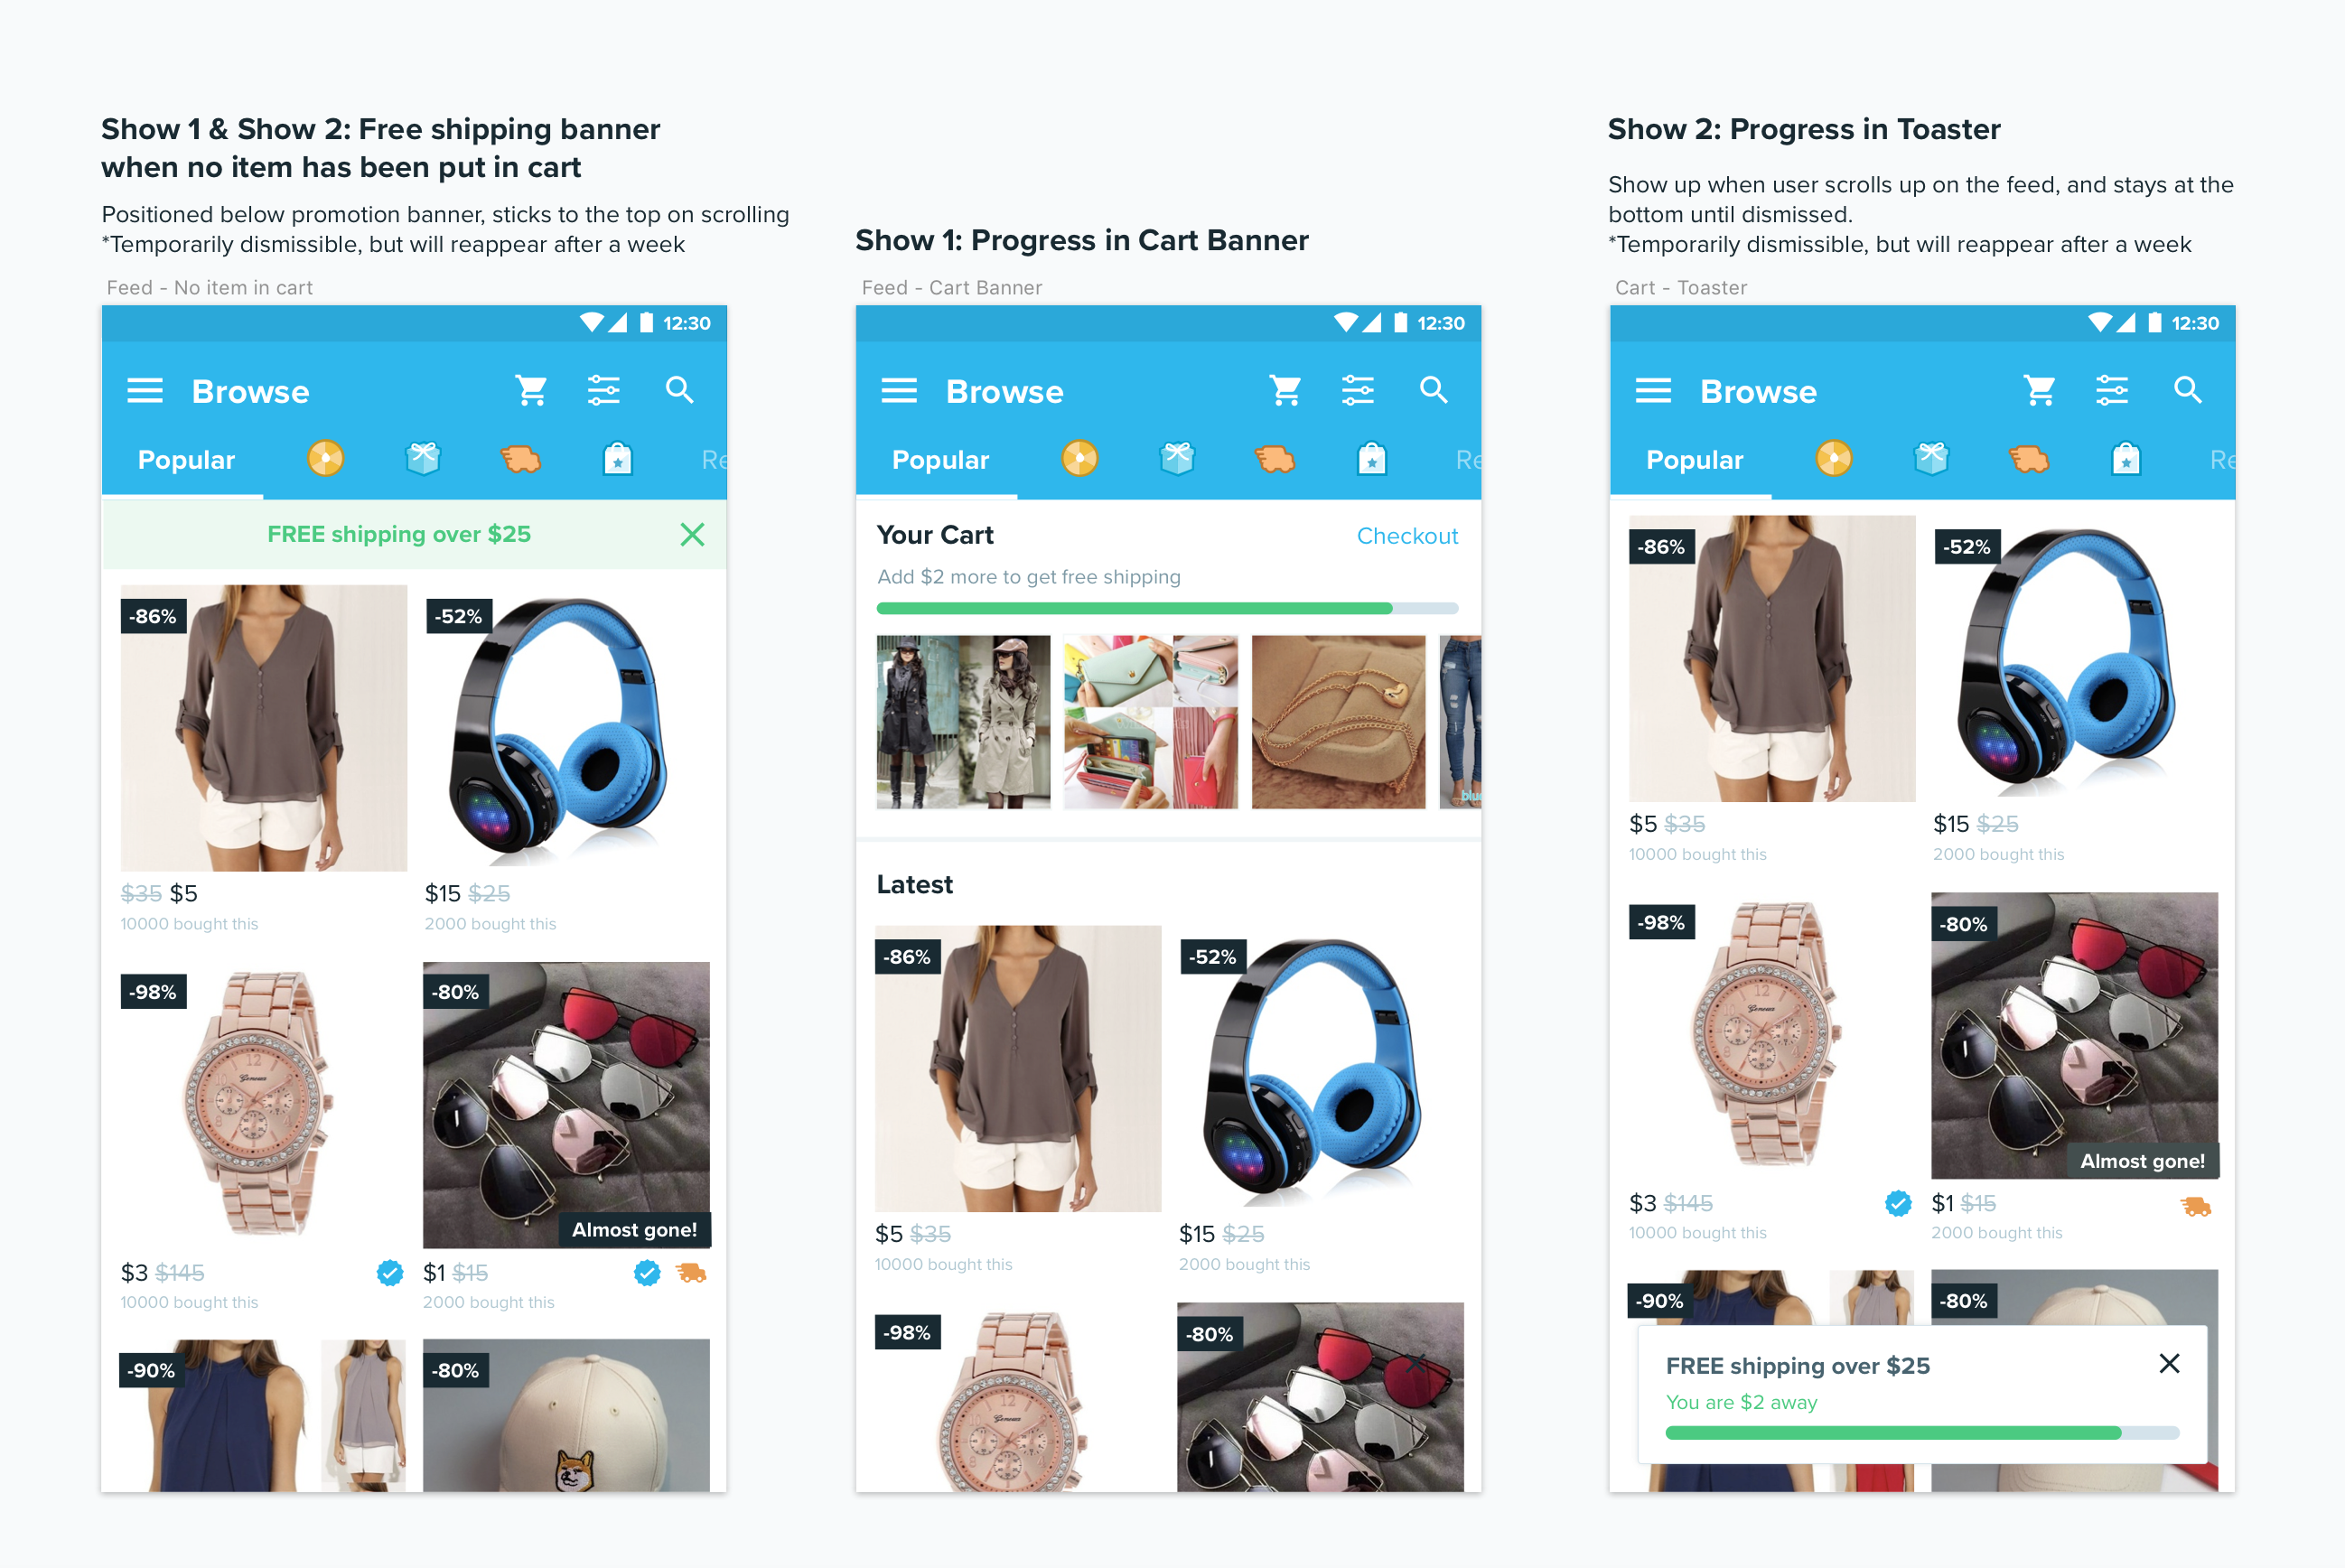 Show 1 & Show 2: Free shipping banner
when no item has been put in cart
Positioned below promotion banner, sticks to the top on scrolling
*Temporarily dismissible, but will reappear after a week
Feed - No item in cart
12:30
Browse
Popular
Re
FREE shipping over $25
-86%
-52%
$35 $5
$15 $25
10000 bought this
2000 bought this
-98%
-80%
Geneva
Almost gone!
$3 $145
$1 $15
10000 bought this
2000 bought this
-90%
-80%
Show 1: Progress in Cart Banner
Feed - Cart Banner
12:30
Browse
Popular
Re
Your Cart
Checkout
Add $2 more to get free shipping
blu
Latest
-86%
-52%
$5 $35
$15 $25
10000 bought this
2000 bought this
-98%
-80%
12
Geneva
Show 2: Progress in Toaster
Show up when user scrolls up on the feed, and stays at the
bottom until dismissed.
*Temporarily dismissible, but will reappear after a week
Cart - Toaster
12:30
Browse
Popular
Re
-86%
-52%
$5 $35
$15 $25
10000 bought this
2000 bought this
-98%
-80%
12
Geneva
Almost gone!
$3 $145
$1 $15
10000 bought this
2000 bought this
-90%
-80%
FREE shipping over $25
You are $2 away